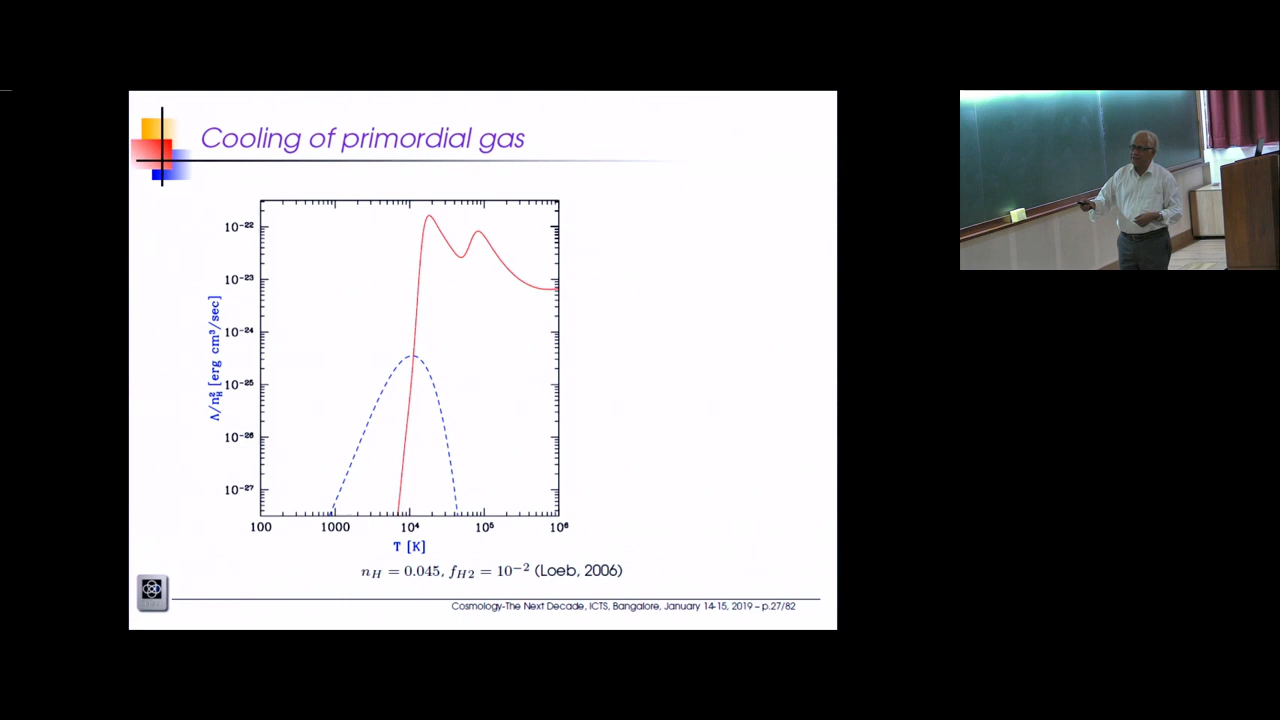 Cooling of primordial gas
10⁻²²
10⁻²³
10⁻²⁴
10⁻²⁵
10⁻²⁶
10⁻²⁷
Λ/n²_H [erg cm³/sec]
100 1000 10⁴ 10⁵ 10⁶
T [K]
n_H = 0.045, f_H2 = 10⁻² (Loeb, 2006)
Cosmology-The Next Decade, ICTS, Bangalore, January 14-15, 2019 – p.27/82